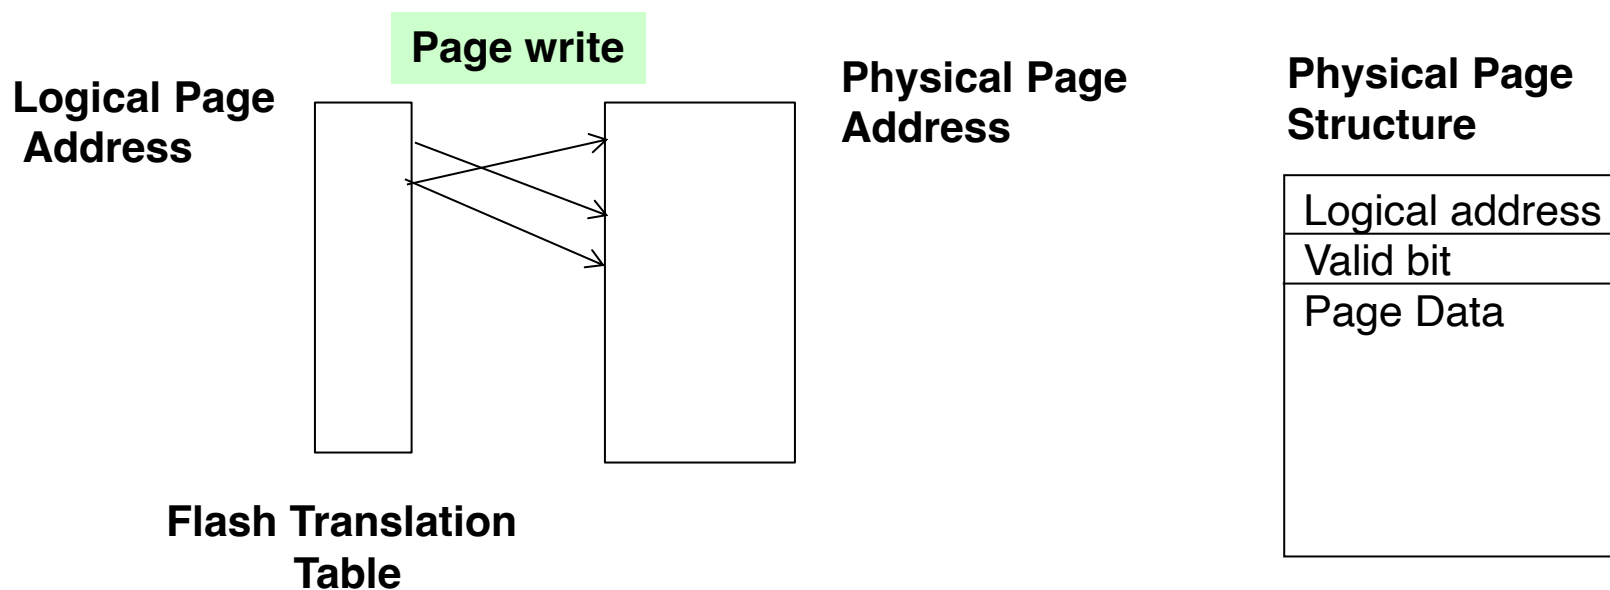 Page write
Logical Page
Address
Physical Page
Address
Physical Page
Structure
Logical address
Valid bit
Page Data
Flash Translation
Table